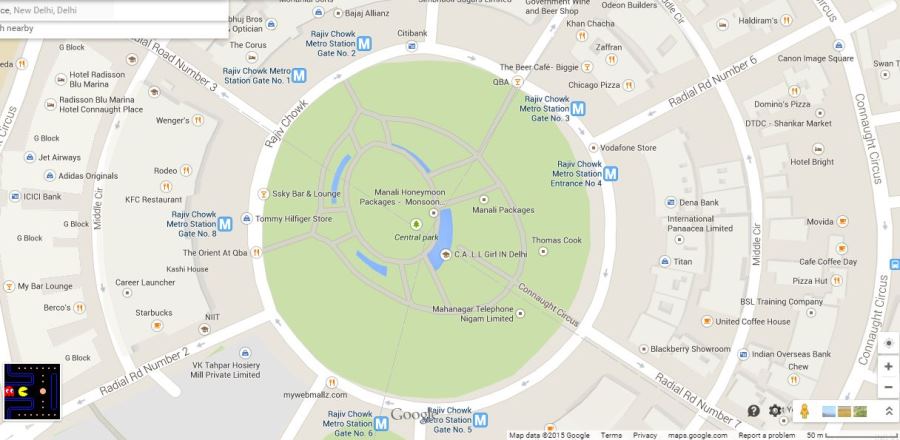 ce, New Delhi, Delhi
h nearby
Bhuj Bros
Optician
Bajaj Allianz
Simbhaoli Sugars Limited
Government Wine
and Beer Shop
Odeon Builders
Khan Chacha
Middle Cir
Haldiram's
Citibank
Rajiv Chowk
Metro Station
Gate No. 2
The Corus
G Block
Radial Road Number 3
Rajiv Chowk Metro
Station Gate No. 1
Hotel Radisson
Blu Marina
Radisson Blu Marina
Hotel Connaught Place
Zaffran
The Beer Café- Biggie
QBA
Chicago Pizza
Canon Image Square
Swan T
Radial Rd Number 6
Rajiv Chowk
Metro Station
Gate No. 3
Domino's Pizza
DTDC - Shankar Market
Connaught Circus
Wenger's
Rajiv Chowk
G Block
Jet Airways
Adidas Originals
ICICI Bank
Middle Cir
Vodafone Store
Rajiv Chowk
Metro Station
Entrance No 4
Hotel Bright
Rodeo
KFC Restaurant
Ssky Bar & Lounge
Tommy Hilfiger Store
Manali Honeymoon
Packages - Monsoon...
Manali Packages
Central park
Dena Bank
International
Panacea Limited
Middle Cir
Movida
Rajiv Chowk
Metro Station
Gate No. 8
The Orient At Qba
Kashi House
Thomas Cook
C.A .L.L Girl IN Delhi
Titan
Cafe Coffee Day
Pizza Hut
G Block
My Bar Lounge
Career Launcher
Berco's
Starbucks
NIIT
Connaught Circus
Mahanagar Telephone
Nigam Limited
BSL Training Company
United Coffee House
Connaught Circus
G Block
Radial Rd Number 2
VK Tahpar Hosiery
Mill Private Limited
Blackberry Showroom
Indian Overseas Bank
Chew
mywebmallz.com
Radial Rd Number 7
Rajiv Chowk
Metro Station
Gate No. 6
Google
Rajiv Chowk
Metro Station
Gate No. 5
Map data ©2015 Google Terms Privacy maps.google.com Report a problem 50 m